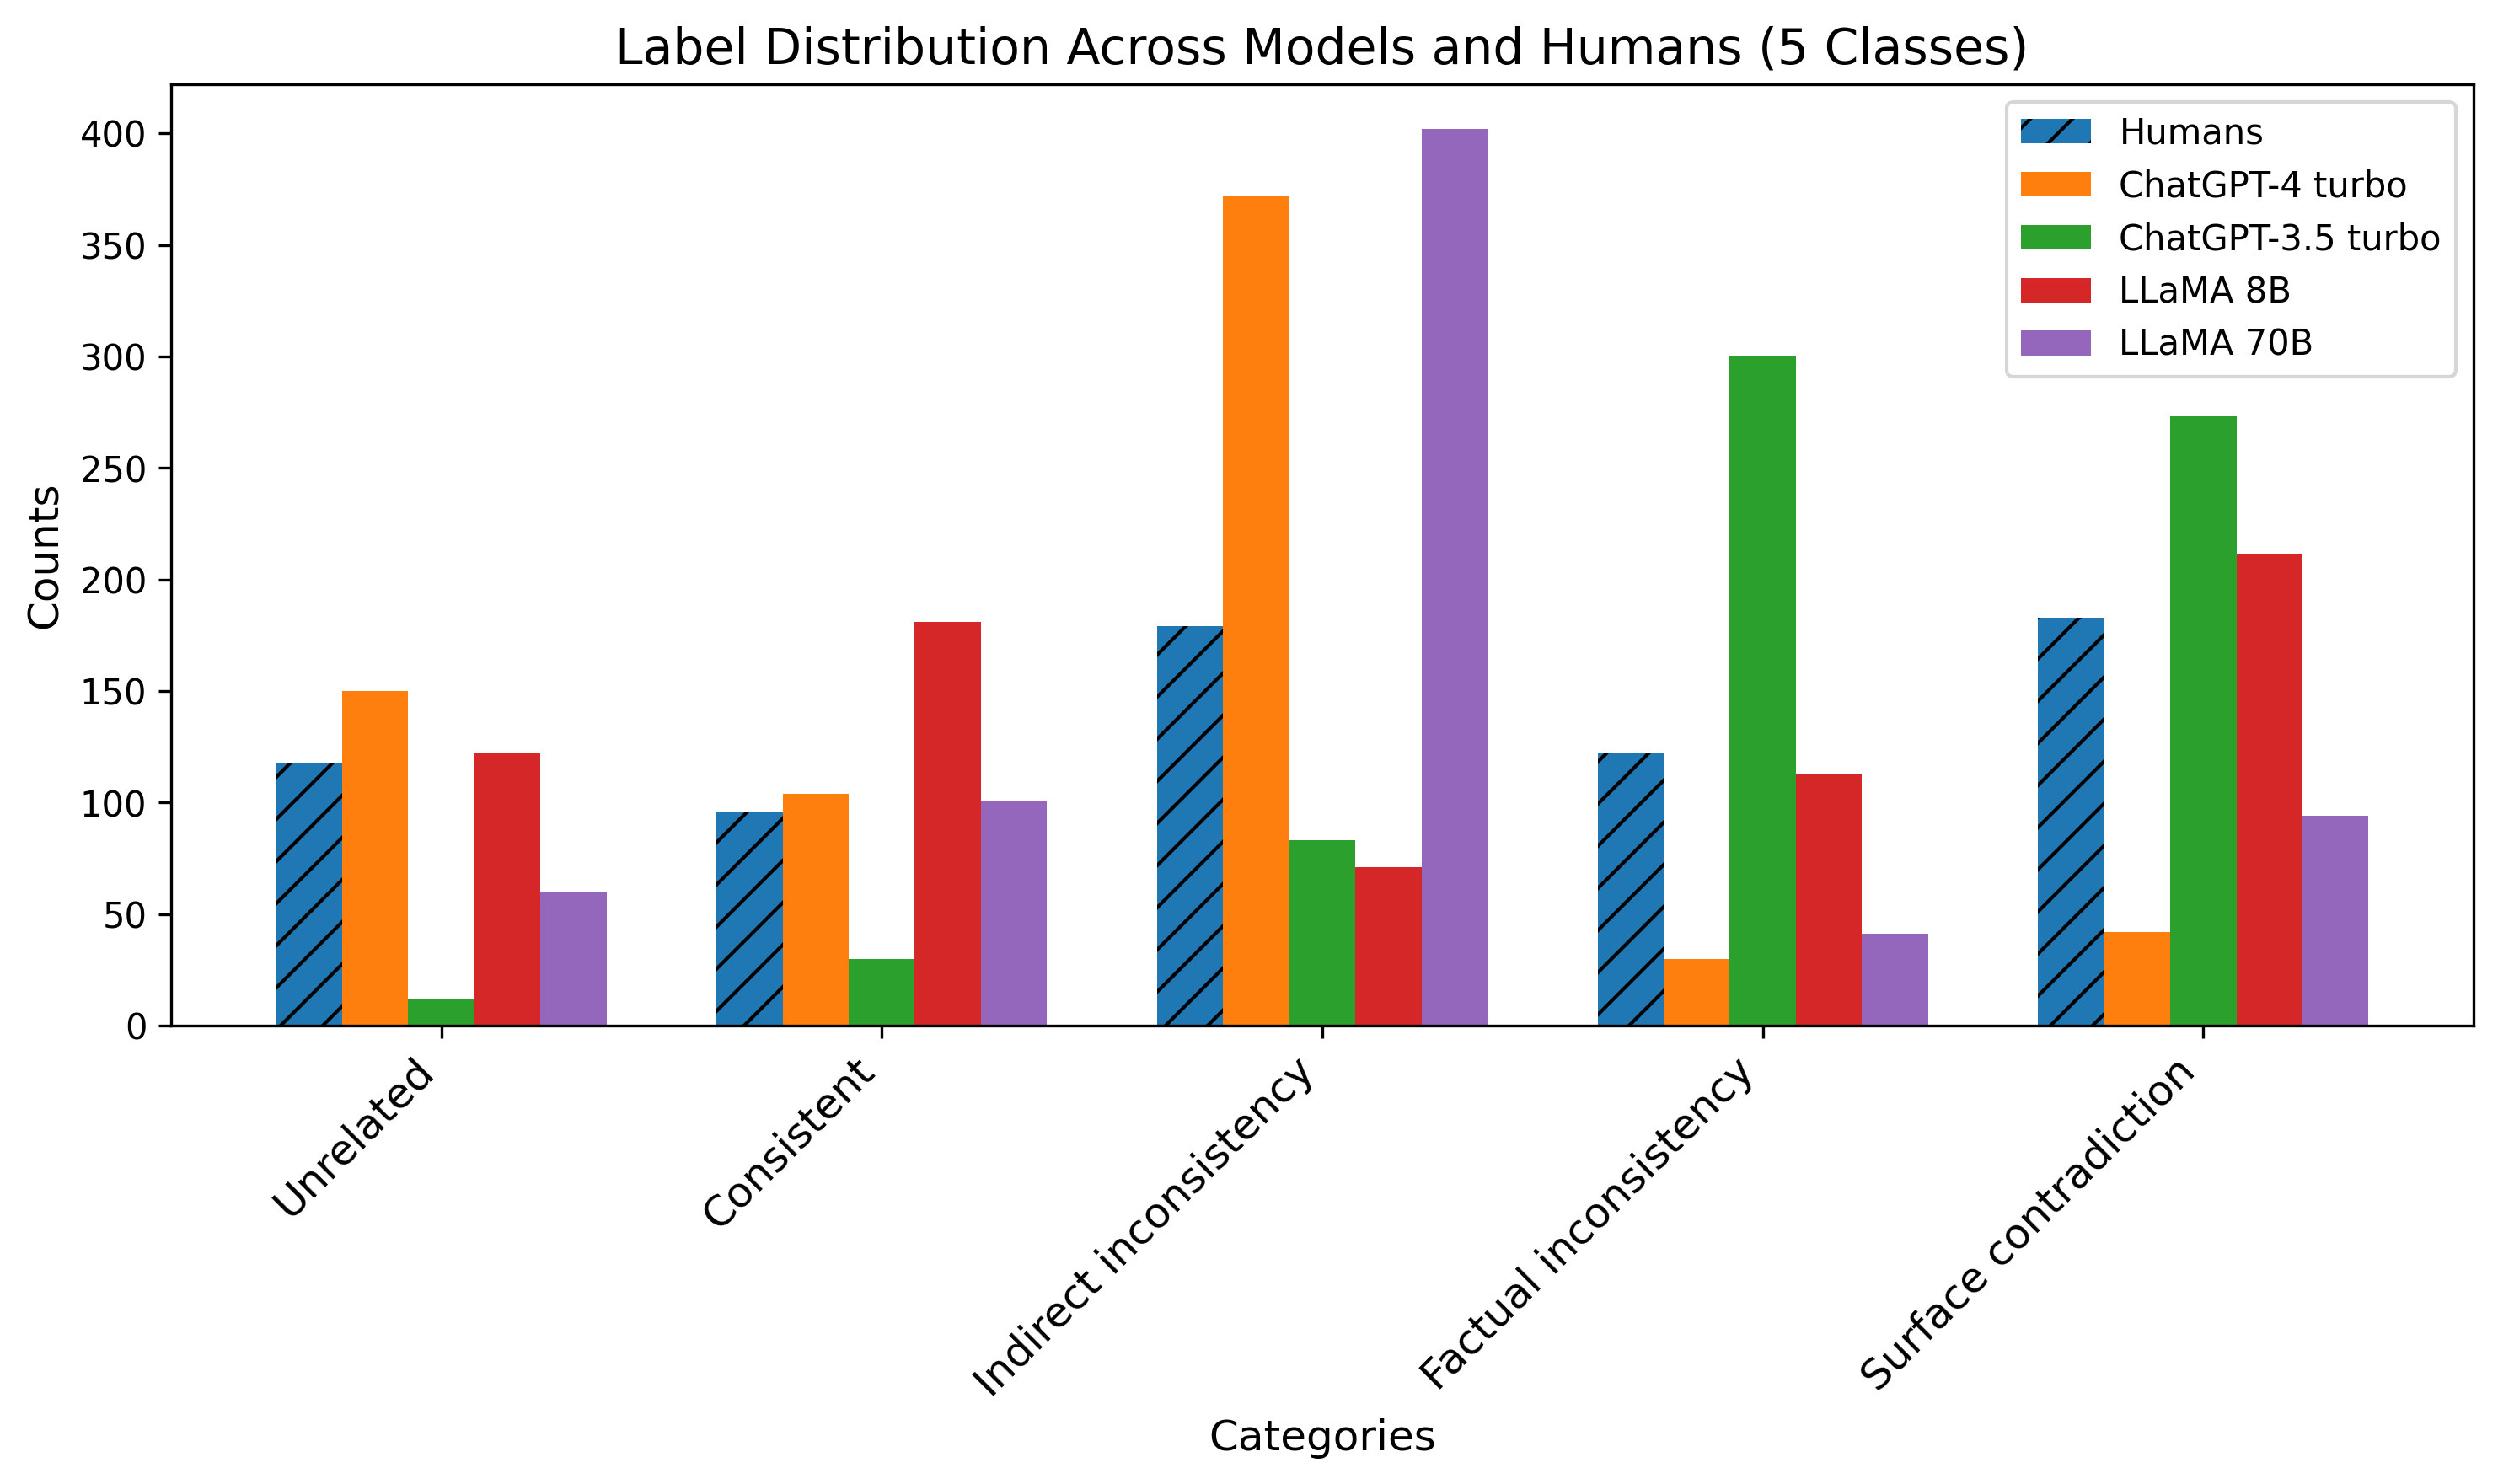 Label Distribution Across Models and Humans (5 Classes)
Counts
400
350
300
250
200
150
100
50
0
Humans
ChatGPT-4 turbo
ChatGPT-3.5 turbo
LLaMA 8B
LLaMA 70B
Unrelated
Consistent
Indirect inconsistency
Factual inconsistency
Surface contradiction
Categories